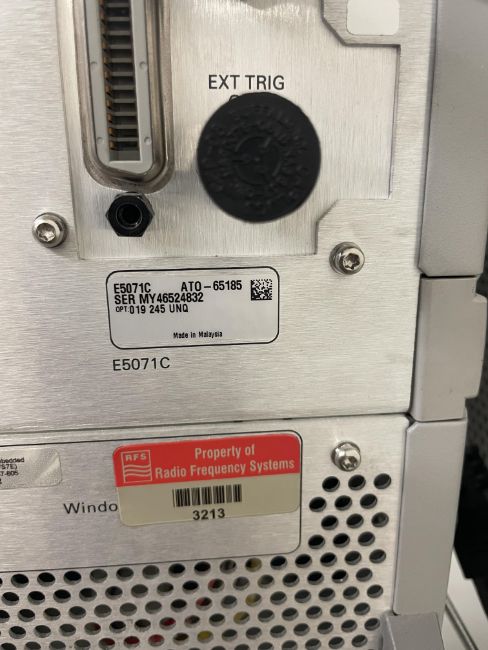 EXT TRIG
E5071C ATO-65185
SER MY46524832
OPT:019 245 UNQ
Made in Malaysia
E5071C
RFS
Property of
Radio Frequency Systems
3213
Windo